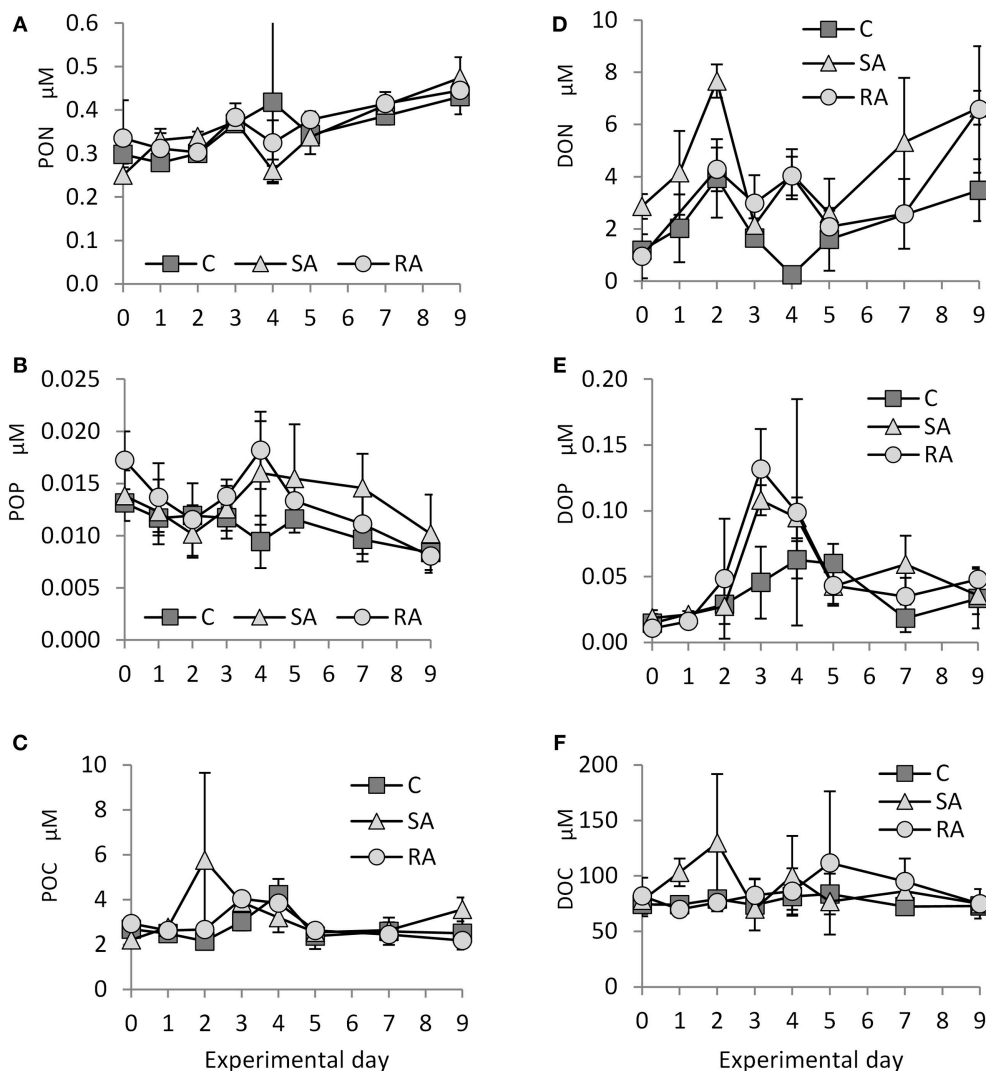 A
PON µM
0.6
0.5
0.4
0.3
0.2
0.1
0.0
C SA RA
0 1 2 3 4 5 6 7 8 9
B
POP µM
0.025
0.020
0.015
0.010
0.005
0.000
C SA RA
0 1 2 3 4 5 6 7 8 9
C
POC µM
10
8
6
4
2
0
C
SA
RA
0 1 2 3 4 5 6 7 8 9
Experimental day
D
DON µM
10
8
6
4
2
0
C
SA
RA
0 1 2 3 4 5 6 7 8 9
E
DOP µM
0.20
0.15
0.10
0.05
0.00
C
SA
RA
0 1 2 3 4 5 6 7 8 9
F
DOC µM
200
150
100
50
0
C
SA
RA
0 1 2 3 4 5 6 7 8 9
Experimental day